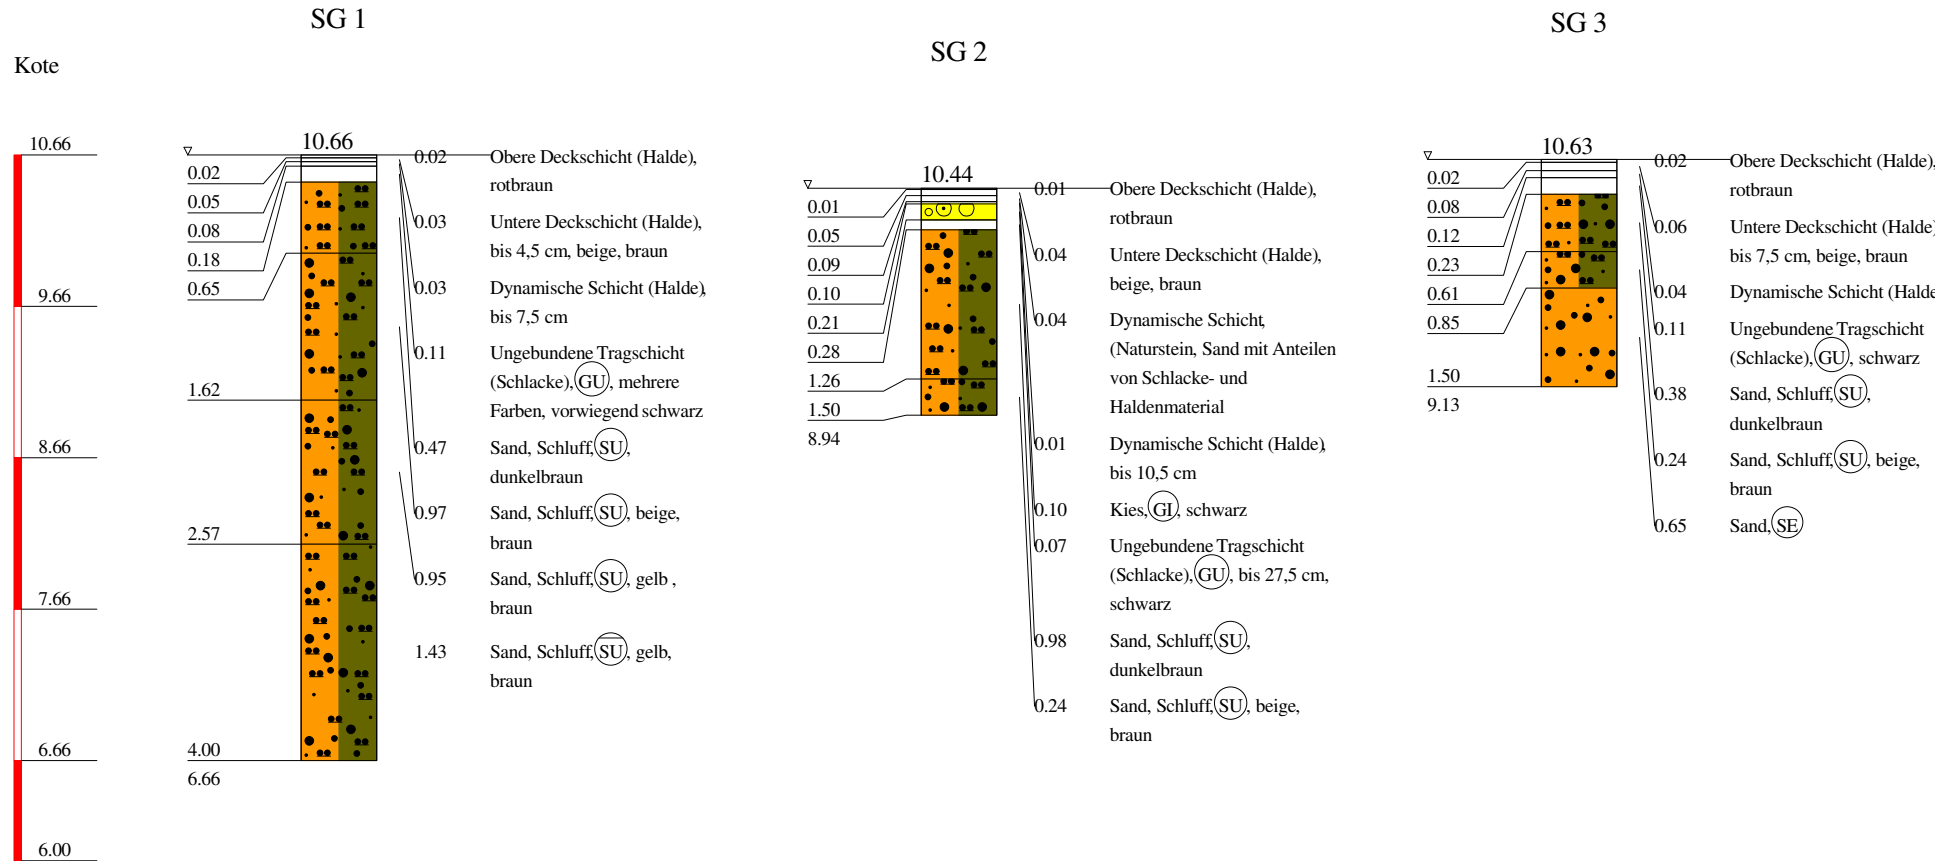 SG 1
SG 2
SG 3
Kote
10.66
9.66
8.66
7.66
6.66
6.00
10.66
0.02
0.05
0.08
0.18
0.65
1.62
2.57
4.00
6.66
0.02 Obere Deckschicht (Halde),
rotbraun
0.03 Untere Deckschicht (Halde),
bis 4,5 cm, beige, braun
0.03 Dynamische Schicht (Halde),
bis 7,5 cm
0.11 Ungebundene Tragschicht
(Schlacke), GU, mehrere
Farben, vorwiegend schwarz
0.47 Sand, Schluff, SU,
dunkelbraun
0.97 Sand, Schluff, SU, beige,
braun
0.95 Sand, Schluff, SU, gelb ,
braun
1.43 Sand, Schluff, S̅U̅, gelb,
braun
10.44
0.01
0.05
0.09
0.10
0.21
0.28
1.26
1.50
8.94
0.01 Obere Deckschicht (Halde),
rotbraun
0.04 Untere Deckschicht (Halde),
beige, braun
0.04 Dynamische Schicht,
(Naturstein, Sand mit Anteilen
von Schlacke- und
Haldenmaterial
0.01 Dynamische Schicht (Halde),
bis 10,5 cm
0.10 Kies, GI, schwarz
0.07 Ungebundene Tragschicht
(Schlacke), GU, bis 27,5 cm,
schwarz
0.98 Sand, Schluff, SU,
dunkelbraun
0.24 Sand, Schluff, SU, beige,
braun
10.63
0.02
0.08
0.12
0.23
0.61
0.85
1.50
9.13
0.02 Obere Deckschicht (Halde),
rotbraun
0.06 Untere Deckschicht (Halde)
bis 7,5 cm, beige, braun
0.04 Dynamische Schicht (Halde
0.11 Ungebundene Tragschicht
(Schlacke), GU, schwarz
0.38 Sand, Schluff, SU,
dunkelbraun
0.24 Sand, Schluff, SU, beige,
braun
0.65 Sand, SE